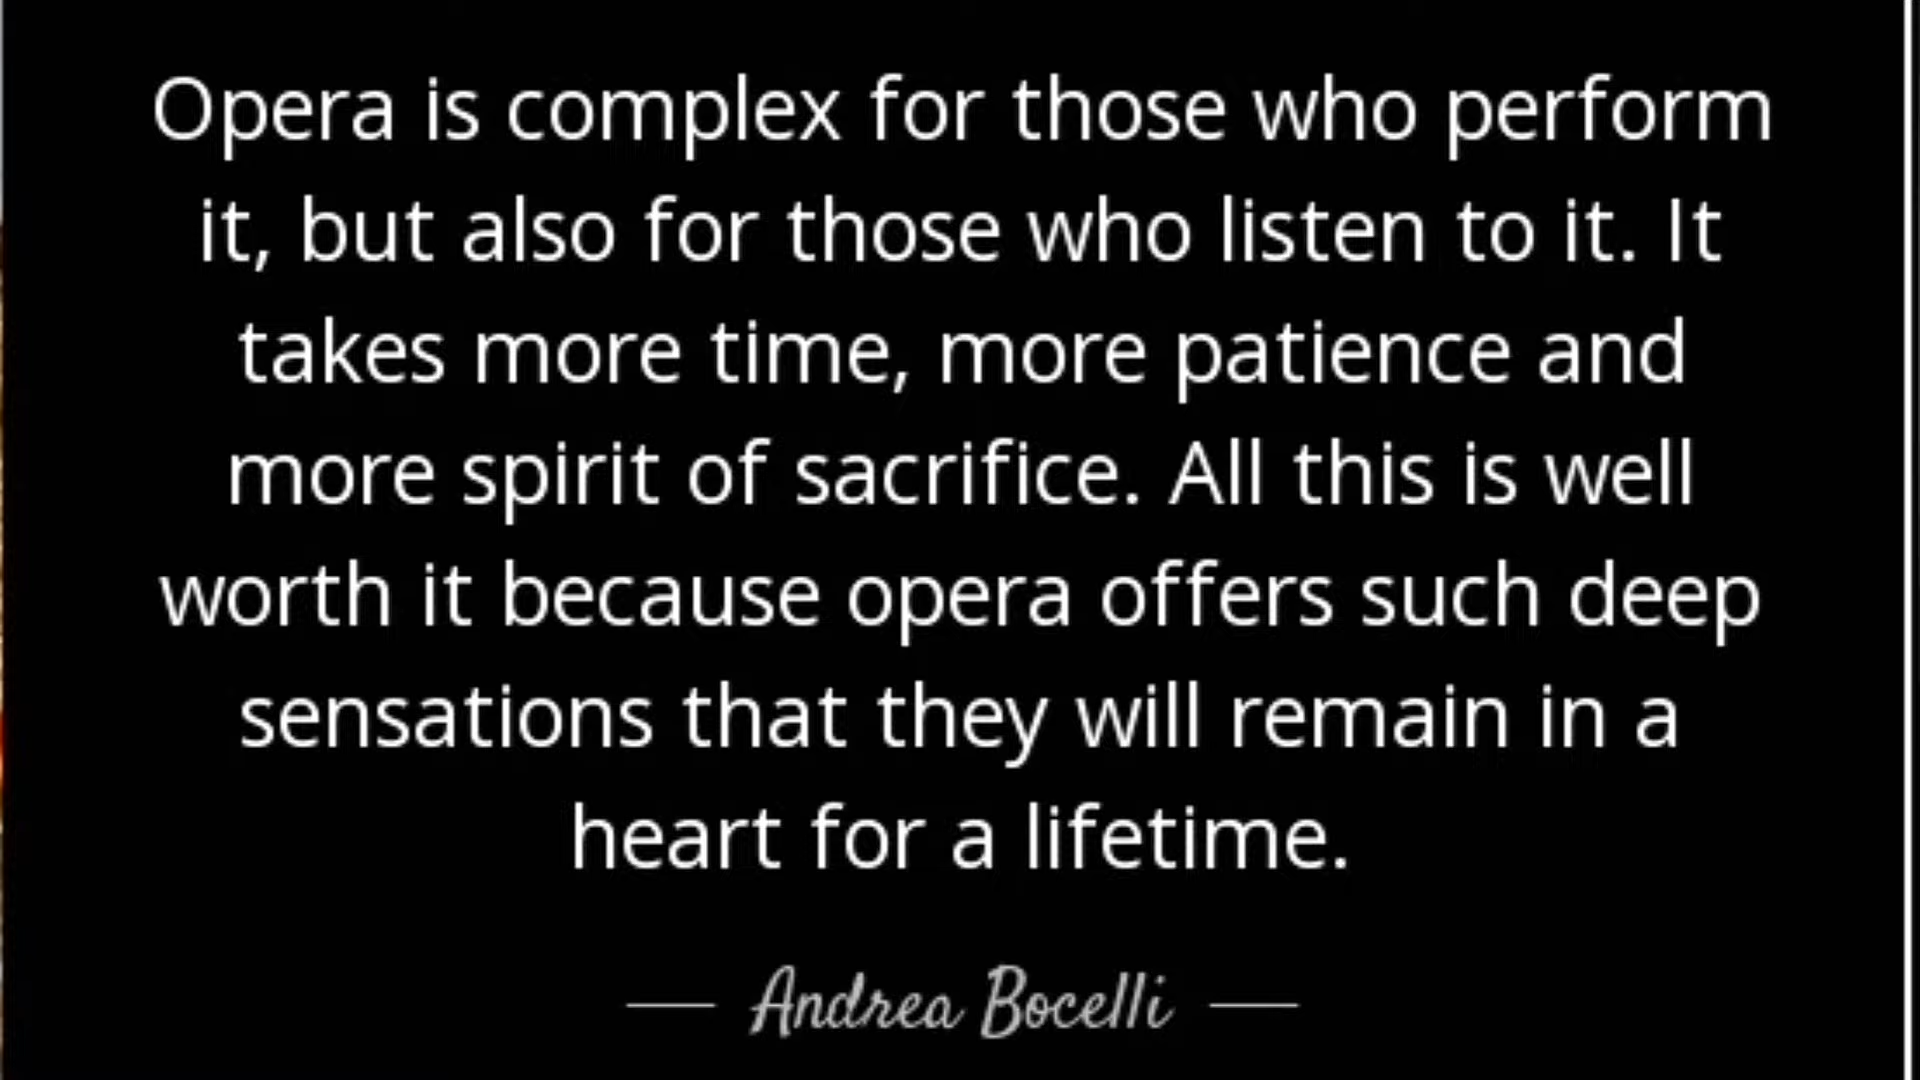 Opera is complex for those who perform
it, but also for those who listen to it. It
takes more time, more patience and
more spirit of sacrifice. All this is well
worth it because opera offers such deep
sensations that they will remain in a
heart for a lifetime.
— Andrea Bocelli —